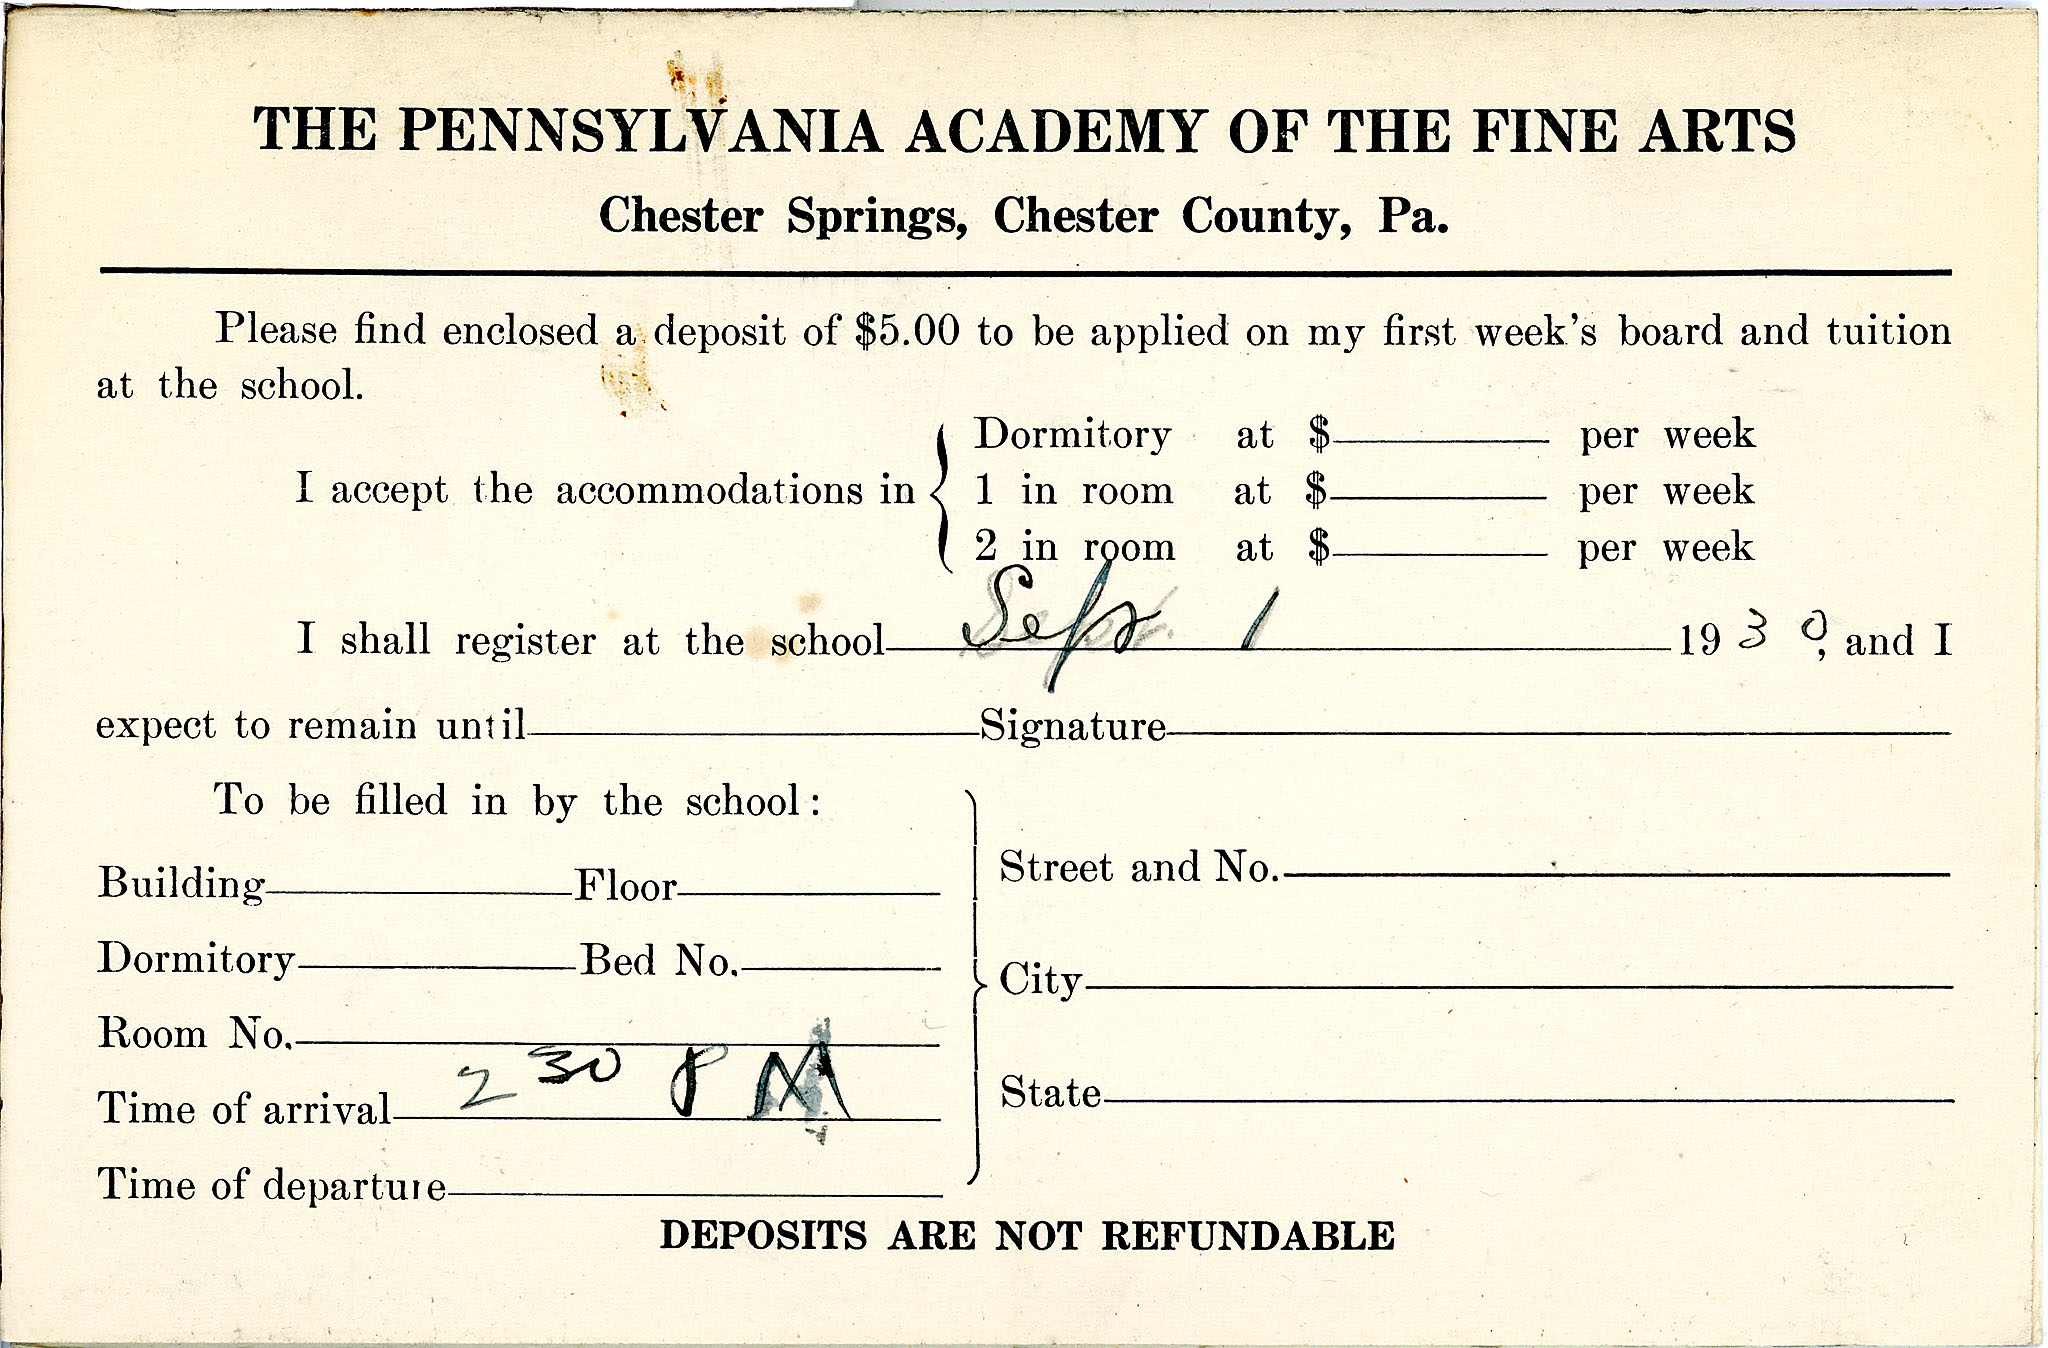 THE PENNSYLVANIA ACADEMY OF THE FINE ARTS
Chester Springs, Chester County, Pa.
Please find enclosed a deposit of $5.00 to be applied on my first week's board and tuition
at the school.
Dormitory at $ per week
I accept the accommodations in { 1 in room at $ per week
2 in room at $ per week
I shall register at the school Sept 1 1930, and I
expect to remain until Signature
To be filled in by the school:
Building Floor
Street and No.
Dormitory Bed No.
City
Room No.
Time of arrival 2 30 P M
State
Time of departure
DEPOSITS ARE NOT REFUNDABLE